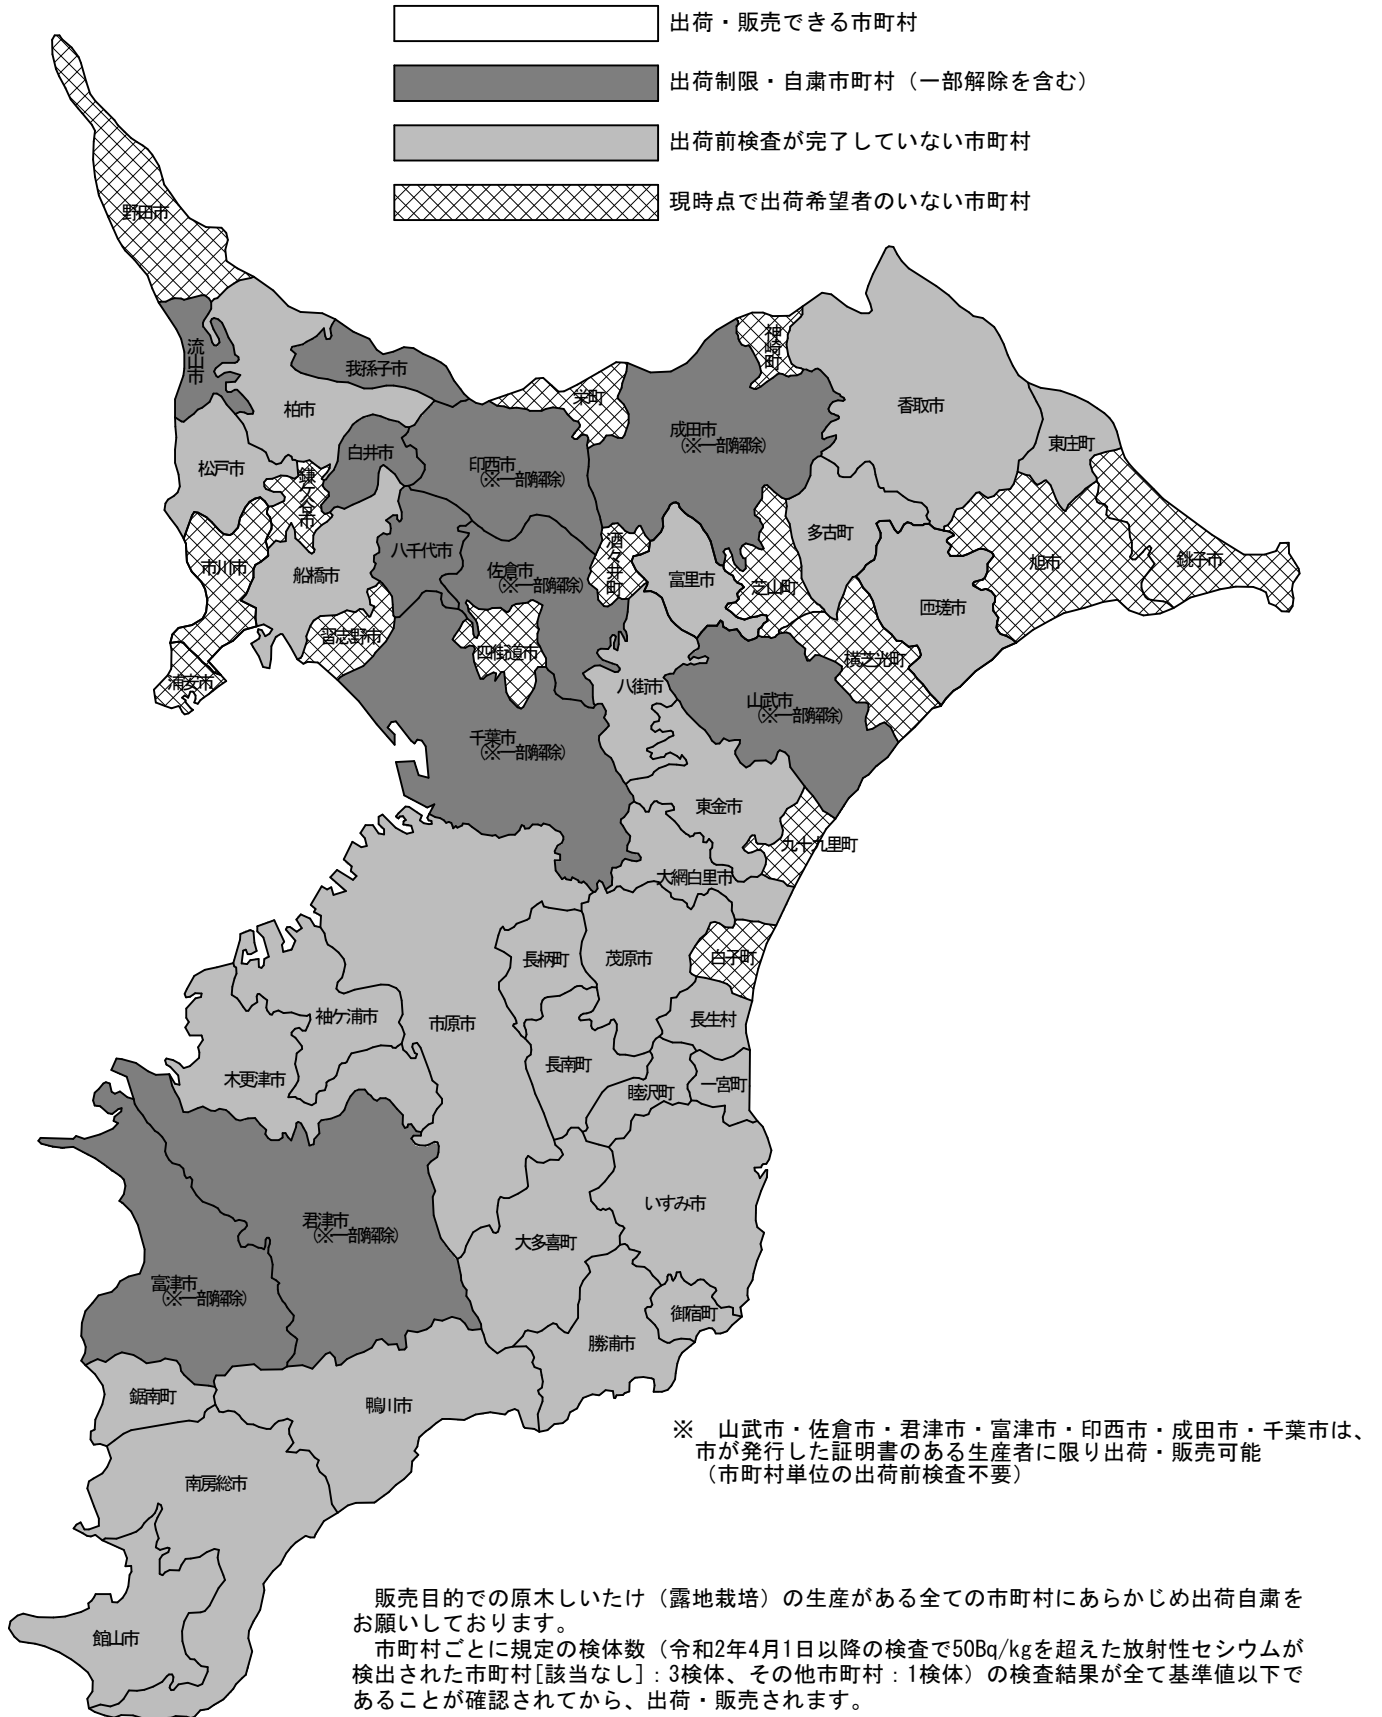 出荷・販売できる市町村
出荷制限・自粛市町村（一部解除を含む）
出荷前検査が完了していない市町村
現時点で出荷希望者のいない市町村
野田市
流山市
我孫子市
柏市
神崎町
栄町
香取市
成田市
（※一部解除）
東庄町
白井市
印西市
（※一部解除）
松戸市
鎌ケ谷市
多古町
八千代市
酒々井町
市川市
船橋市
佐倉市
（※一部解除）
富里市
芝山町
旭市
銚子市
匝瑳市
習志野市
四街道市
横芝光町
浦安市
八街市
山武市
（※一部解除）
千葉市
（※一部解除）
東金市
九十九里町
大網白里市
長柄町
茂原市
白子町
袖ケ浦市
市原市
長生村
木更津市
長南町
睦沢町
一宮町
いすみ市
君津市
（※一部解除）
大多喜町
富津市
（※一部解除）
御宿町
勝浦市
鋸南町
鴨川市
※　山武市・佐倉市・君津市・富津市・印西市・成田市・千葉市は、
市が発行した証明書のある生産者に限り出荷・販売可能
（市町村単位の出荷前検査不要）
南房総市
館山市
　販売目的での原木しいたけ（露地栽培）の生産がある全ての市町村にあらかじめ出荷自粛を
お願いしております。
　市町村ごとに規定の検体数（令和2年4月1日以降の検査で50Bq/kgを超えた放射性セシウムが
検出された市町村[該当なし]：3検体、その他市町村：1検体）の検査結果が全て基準値以下で
あることが確認されてから、出荷・販売されます。